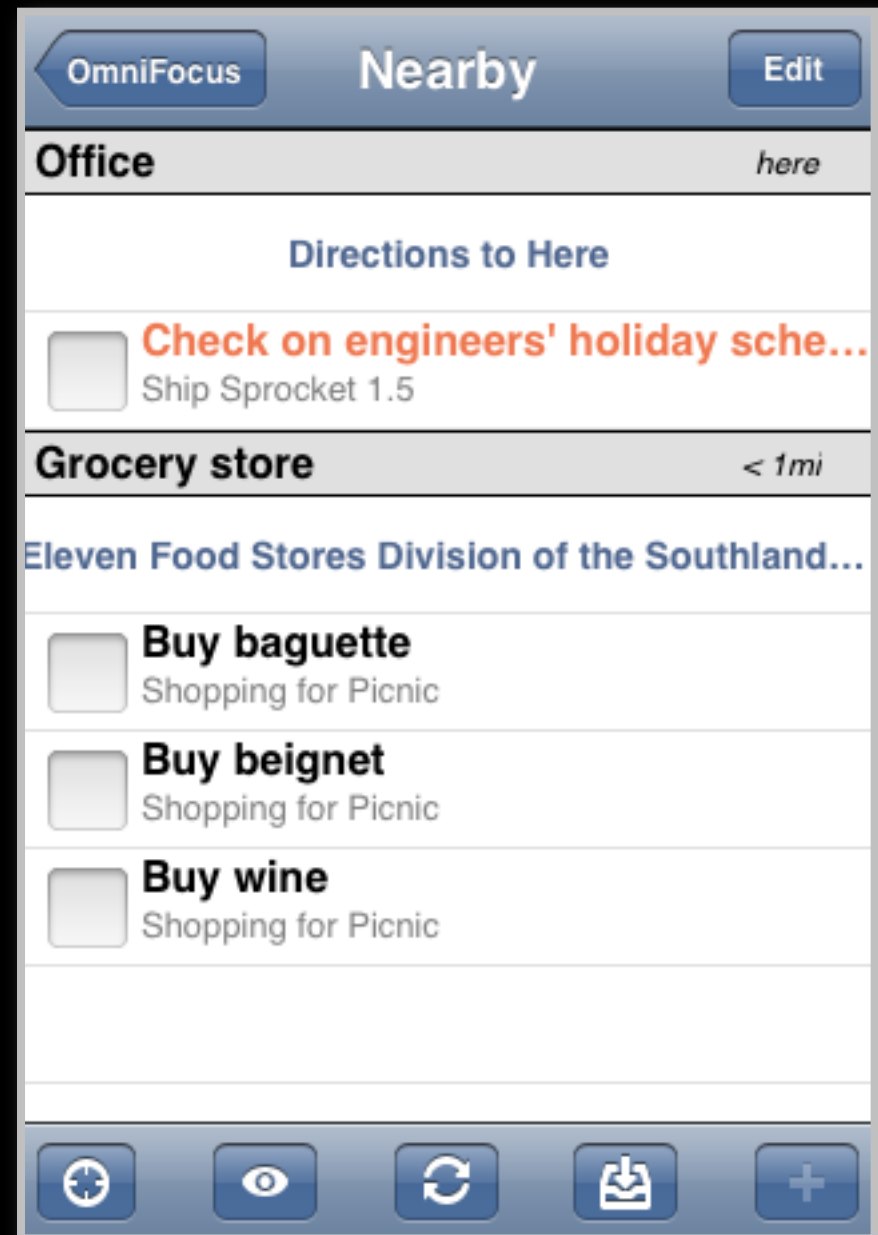 OmniFocus
Nearby
Edit
Office
here
Directions to Here
Check on engineers' holiday sche...
Ship Sprocket 1.5
Grocery store
< 1mi
Eleven Food Stores Division of the Southland...
Buy baguette
Shopping for Picnic
Buy beignet
Shopping for Picnic
Buy wine
Shopping for Picnic